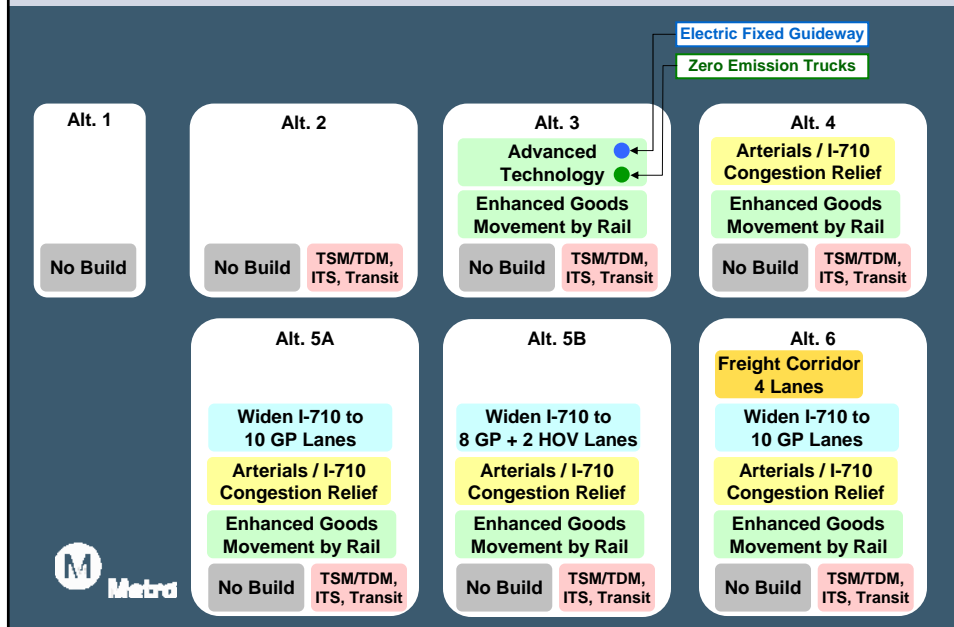 Electric Fixed Guideway
Zero Emission Trucks
Alt. 1
No Build
Alt. 2
No Build
TSM/TDM,
ITS, Transit
Alt. 3
Advanced
Technology
Enhanced Goods
Movement by Rail
No Build
TSM/TDM,
ITS, Transit
Alt. 4
Arterials / I-710
Congestion Relief
Enhanced Goods
Movement by Rail
No Build
TSM/TDM,
ITS, Transit
Alt. 5A
Widen I-710 to
10 GP Lanes
Arterials / I-710
Congestion Relief
Enhanced Goods
Movement by Rail
No Build
TSM/TDM,
ITS, Transit
Alt. 5B
Widen I-710 to
8 GP + 2 HOV Lanes
Arterials / I-710
Congestion Relief
Enhanced Goods
Movement by Rail
No Build
TSM/TDM,
ITS, Transit
Alt. 6
Freight Corridor
4 Lanes
Widen I-710 to
10 GP Lanes
Arterials / I-710
Congestion Relief
Enhanced Goods
Movement by Rail
No Build
TSM/TDM,
ITS, Transit
M
Metro